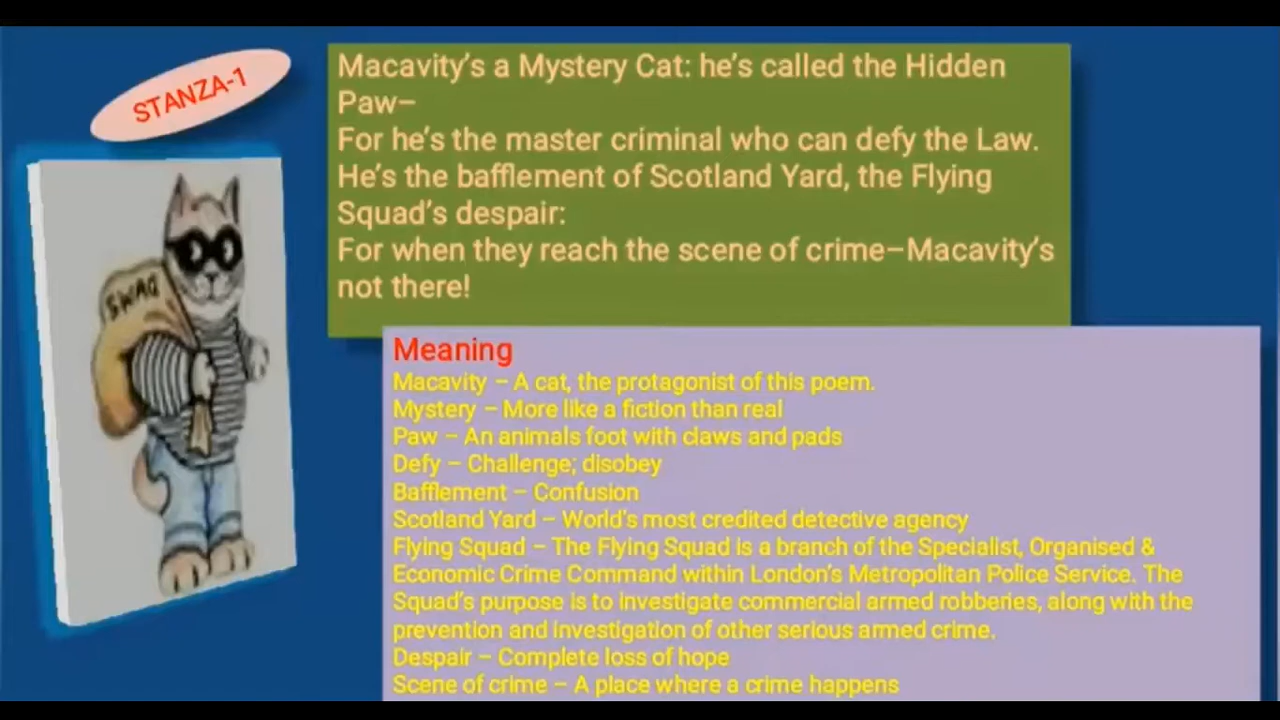 STANZA-1
Macavity's a Mystery Cat: he's called the Hidden
Paw–
For he's the master criminal who can defy the Law.
He's the bafflement of Scotland Yard, the Flying
Squad's despair:
For when they reach the scene of crime–Macavity's
not there!
SWAG
Meaning
Macavity – A cat, the protagonist of this poem.
Mystery – More like a fiction than real
Paw – An animals foot with claws and pads
Defy – Challenge; disobey
Bafflement – Confusion
Scotland Yard – World's most credited detective agency
Flying Squad – The Flying Squad is a branch of the Specialist, Organised &
Economic Crime Command within London's Metropolitan Police Service. The
Squad's purpose is to investigate commercial armed robberies, along with the
prevention and investigation of other serious armed crime.
Despair – Complete loss of hope
Scene of crime – A place where a crime happens